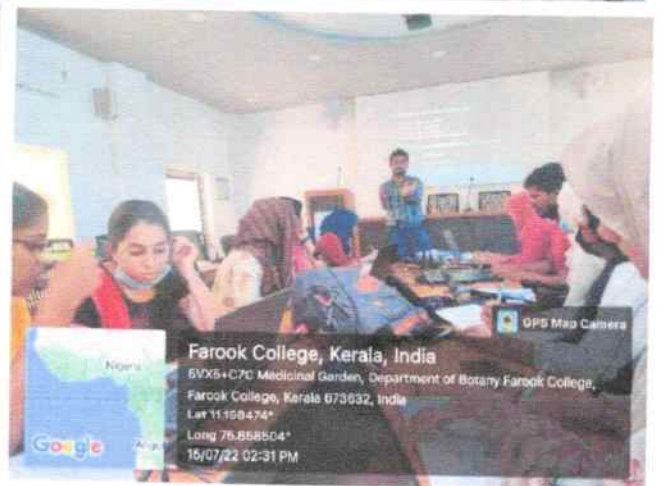 GPS Map Camera
Farook College, Kerala, India
6VX5+C7C Medicinal Garden, Department of Botany Farook College,
Farook College, Kerala 673632, India
Lat 11.198474°
Long 75.858504°
15/07/22 02:31 PM
Google